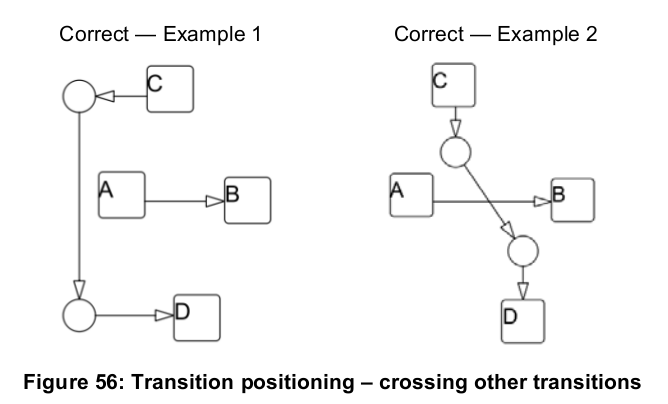 Correct — Example 1
Correct — Example 2
C
C
A
B
A
B
D
D
Figure 56: Transition positioning – crossing other transitions